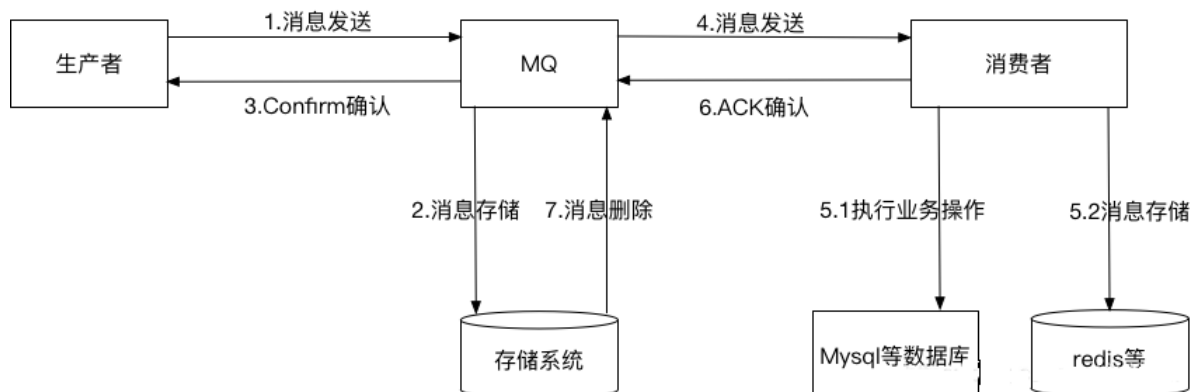 1.消息发送
4.消息发送
生产者
MQ
消费者
3.Confirm确认
6.ACK确认
2.消息存储
7.消息删除
5.1执行业务操作
5.2消息存储
存储系统
Mysql等数据库
redis等